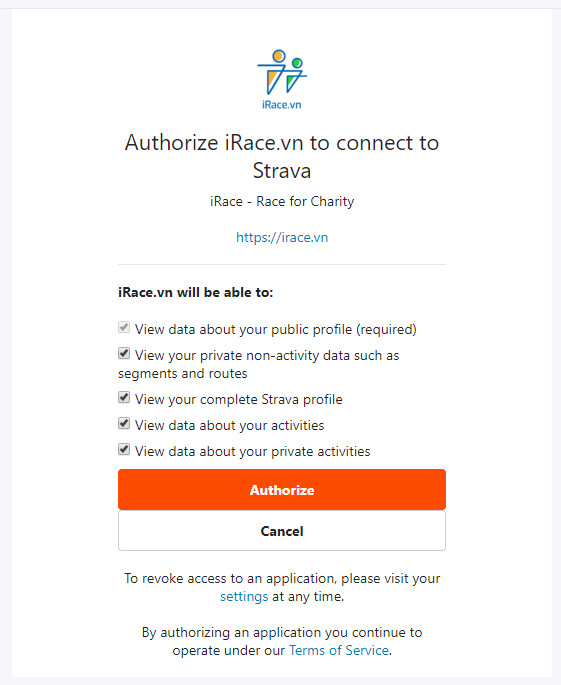 iRace.vn
Authorize iRace.vn to connect to
Strava
iRace - Race for Charity
https://irace.vn
iRace.vn will be able to:
View data about your public profile (required)
View your private non-activity data such as
segments and routes
View your complete Strava profile
View data about your activities
View data about your private activities
Authorize
Cancel
To revoke access to an application, please visit your
settings at any time.
By authorizing an application you continue to
operate under our Terms of Service.